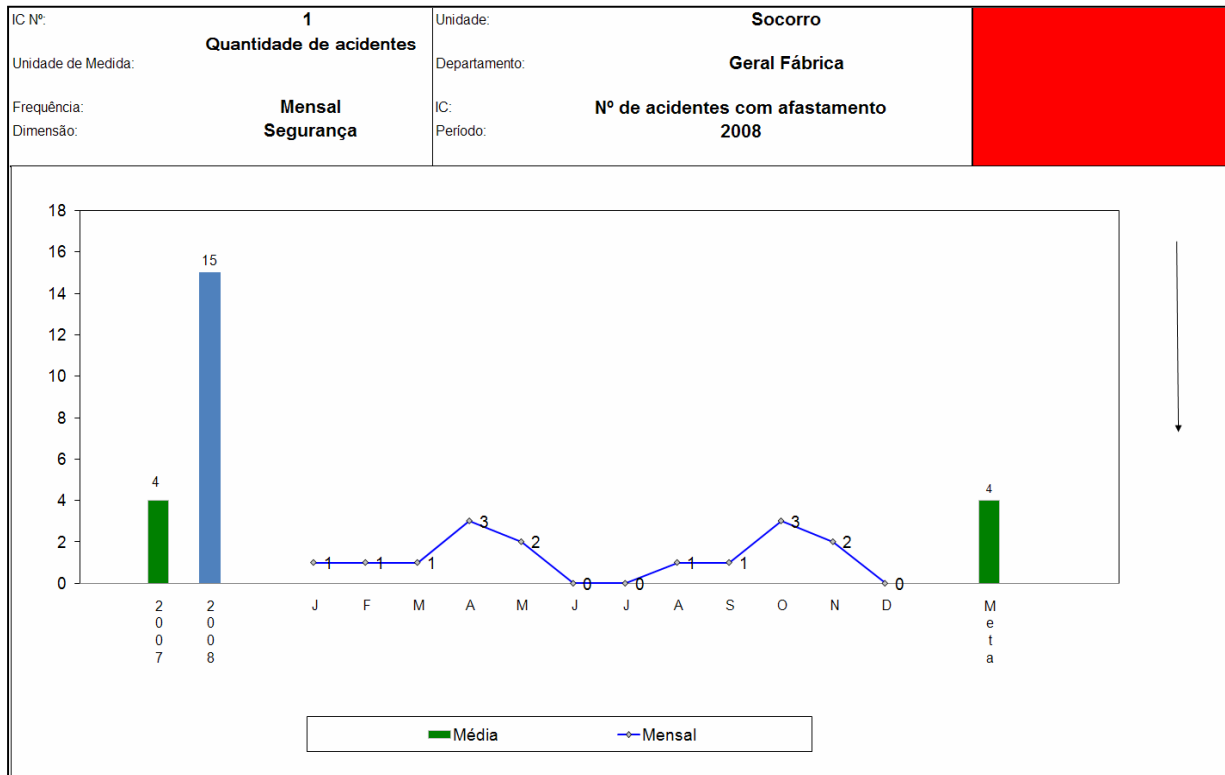 IC Nº:
1
Unidade:
Socorro
Quantidade de acidentes
Unidade de Medida:
Departamento:
Geral Fábrica
Frequência:
Mensal
IC:
Nº de acidentes com afastamento
Dimensão:
Segurança
Período:
2008
18
16
14
12
10
8
6
4
2
0
4
15
1
1
1
3
2
0
0
1
1
3
2
0
4
2007
2008
J
F
M
A
M
J
J
A
S
O
N
D
Meta
Média
Mensal